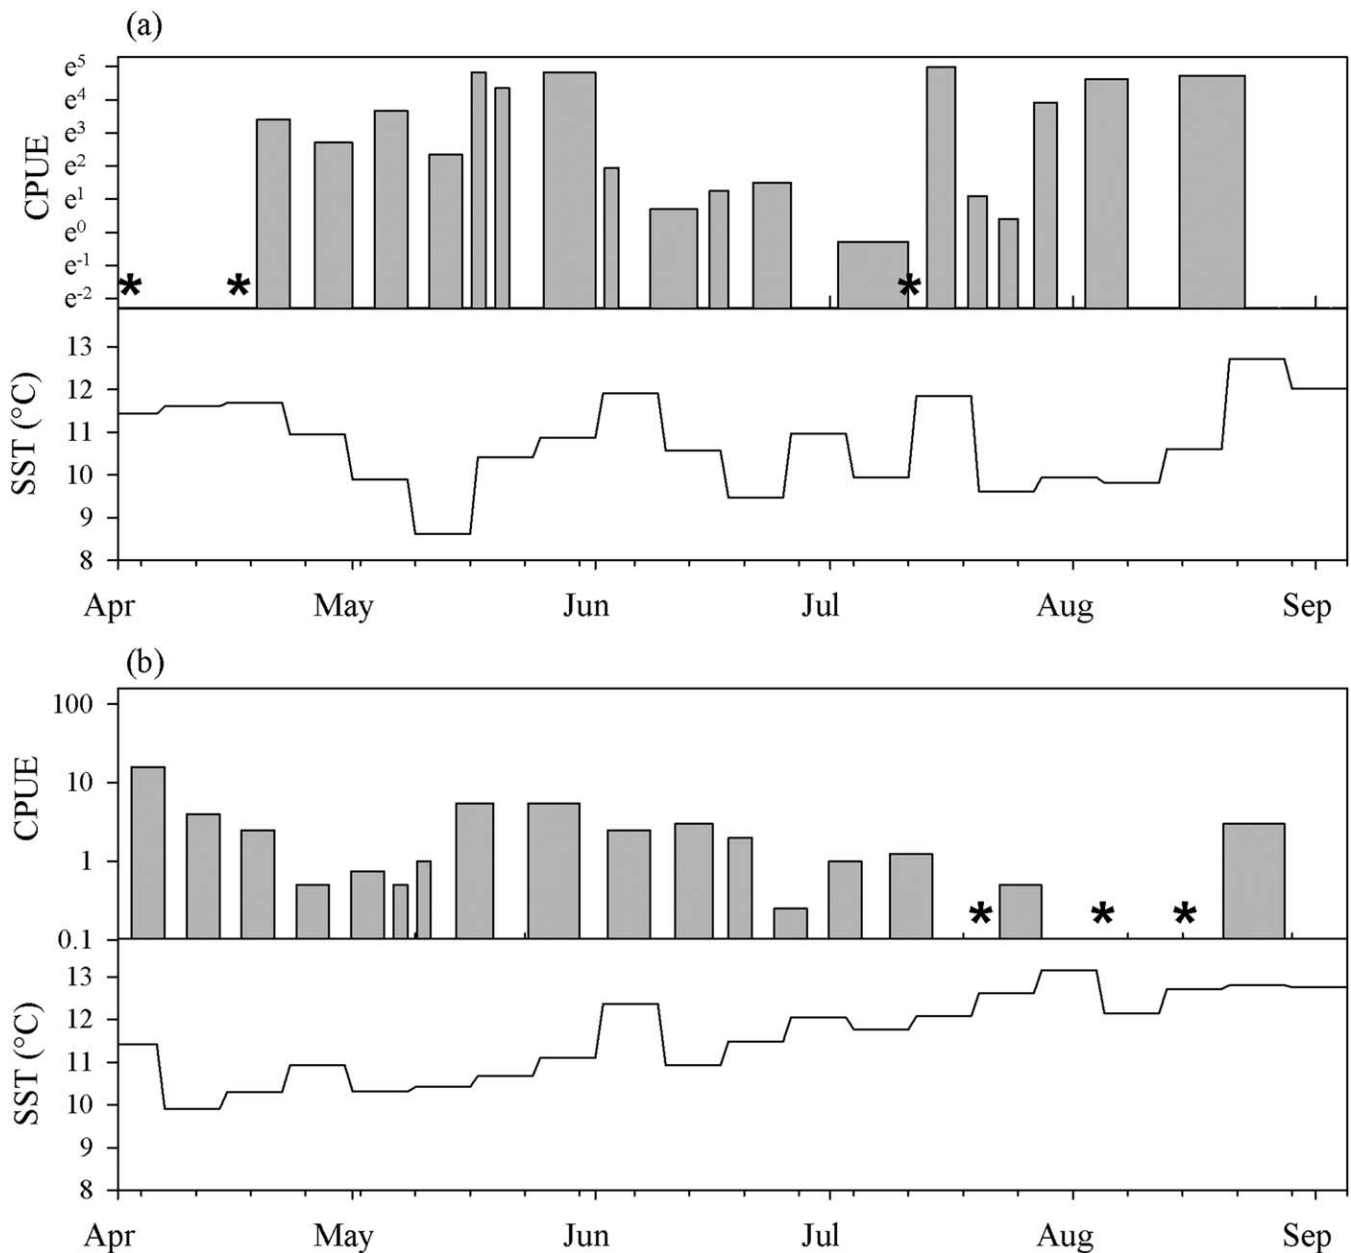 (a)
CPUE
e⁵
e⁴
e³
e²
e¹
e⁰
e⁻¹
e⁻²
* * *
SST (°C)
13
12
11
10
9
8
Apr May Jun Jul Aug Sep
(b)
CPUE
100
10
1
0.1
* * *
SST (°C)
13
12
11
10
9
8
Apr May Jun Jul Aug Sep